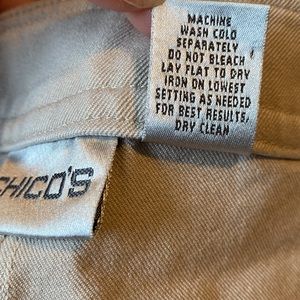 MACHINE
WASH COLD
SEPARATELY
DO NOT BLEACH
LAY FLAT TO DRY
IRON ON LOWEST
SETTING AS NEEDED
FOR BEST RESULTS,
DRY CLEAN
CHICO'S